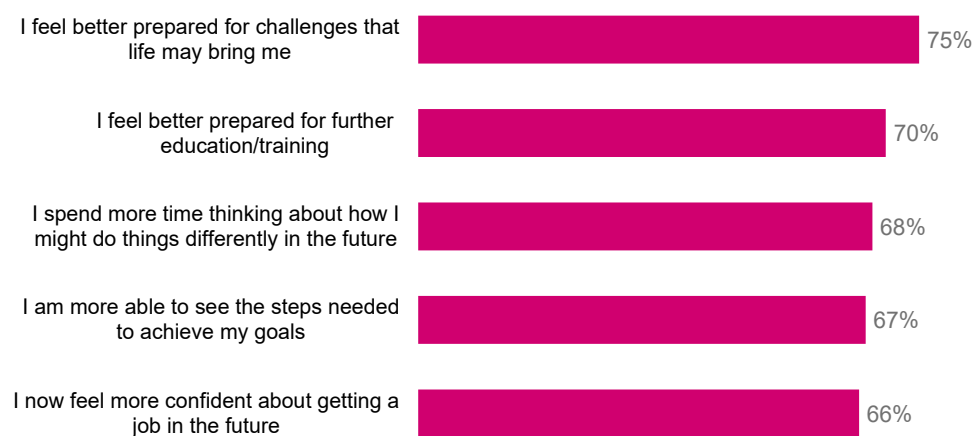 I feel better prepared for challenges that
life may bring me
75%
I feel better prepared for further
education/training
70%
I spend more time thinking about how I
might do things differently in the future
68%
I am more able to see the steps needed
to achieve my goals
67%
I now feel more confident about getting a
job in the future
66%